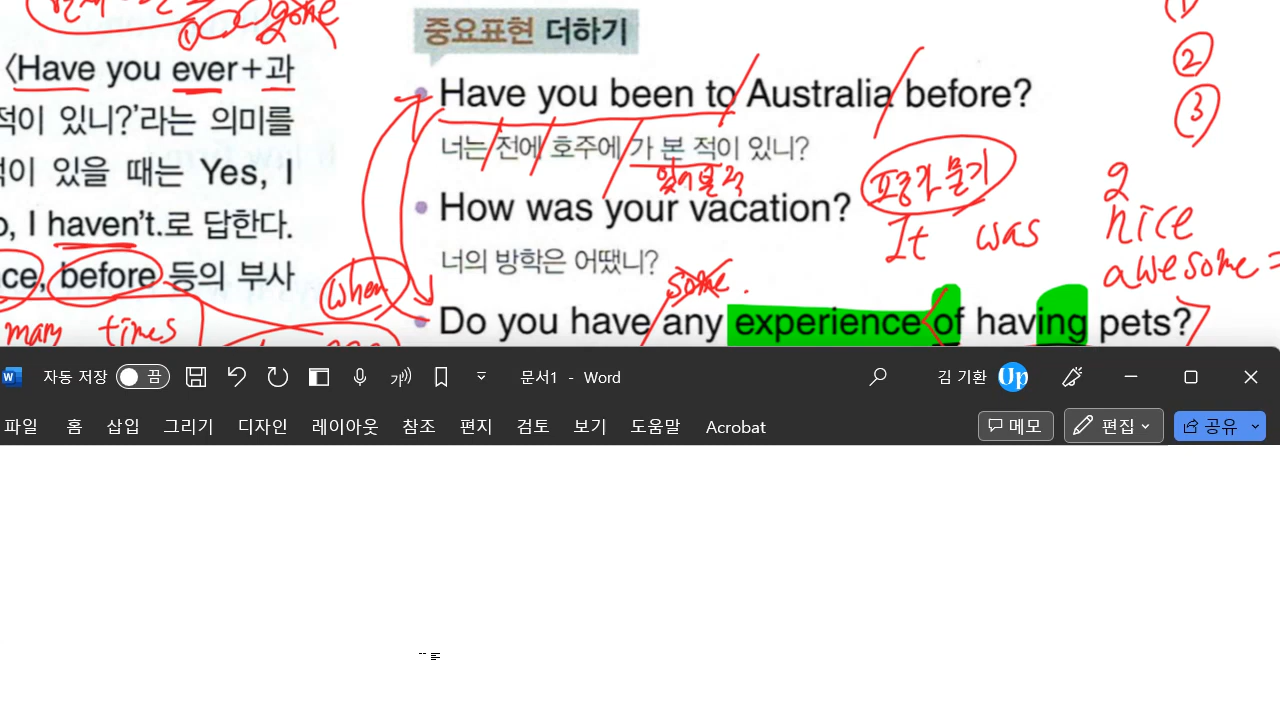 gone
중요표현 더하기
① ②
③
〈Have you ever+과
Have you been to Australia before?
적이 있니?'라는 의미를
너는 전에 호주에 가 본 적이 있니?
있어 본 적
적이 있을 때는 Yes, I
How was your vacation?
평가 묻기
It was
nice
awesome =
o, I haven't.로 답한다.
너의 방학은 어땠니?
nce, before 등의 부사
when
some.
many times
Do you have any experience of having pets?
자동 저장 끔
문서1 - Word
김 기환
Up
파일 홈 삽입 그리기 디자인 레이아웃 참조 편지 검토 보기 도움말 Acrobat
메모 편집 공유